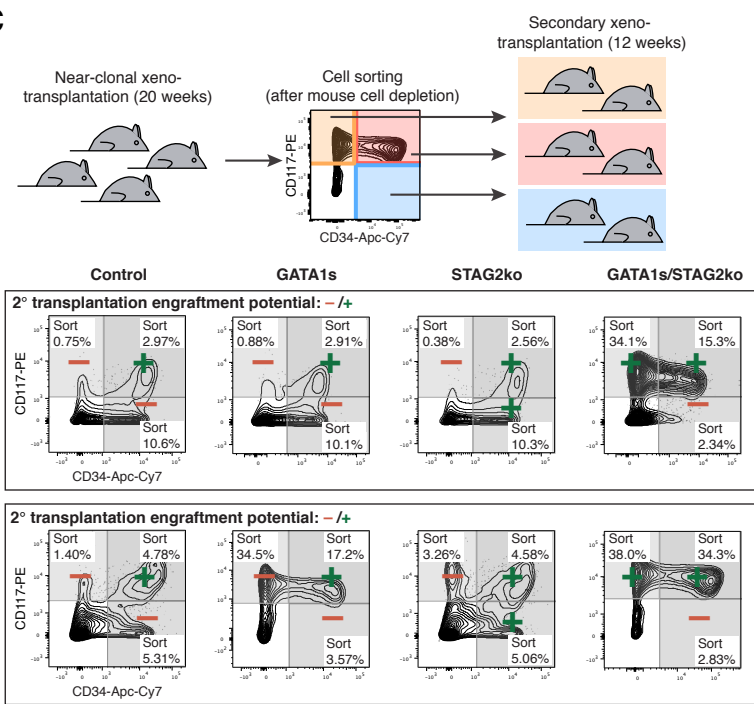 C
Secondary xeno-
transplantation (12 weeks)
Near-clonal xeno-
transplantation (20 weeks)
Cell sorting
(after mouse cell depletion)
CD117-PE
CD34-Apc-Cy7
Control GATA1s STAG2ko GATA1s/STAG2ko
2° transplantation engraftment potential: −/+
Sort
0.75%
Sort
2.97%
Sort
10.6%
Sort
0.88%
Sort
2.91%
Sort
10.1%
Sort
0.38%
Sort
2.56%
Sort
10.3%
Sort
34.1%
Sort
15.3%
Sort
2.34%
CD117-PE
CD34-Apc-Cy7
2° transplantation engraftment potential: −/+
Sort
1.40%
Sort
4.78%
Sort
5.31%
Sort
34.5%
Sort
17.2%
Sort
3.57%
Sort
3.26%
Sort
4.58%
Sort
5.06%
Sort
38.0%
Sort
34.3%
Sort
2.83%
CD117-PE
CD34-Apc-Cy7